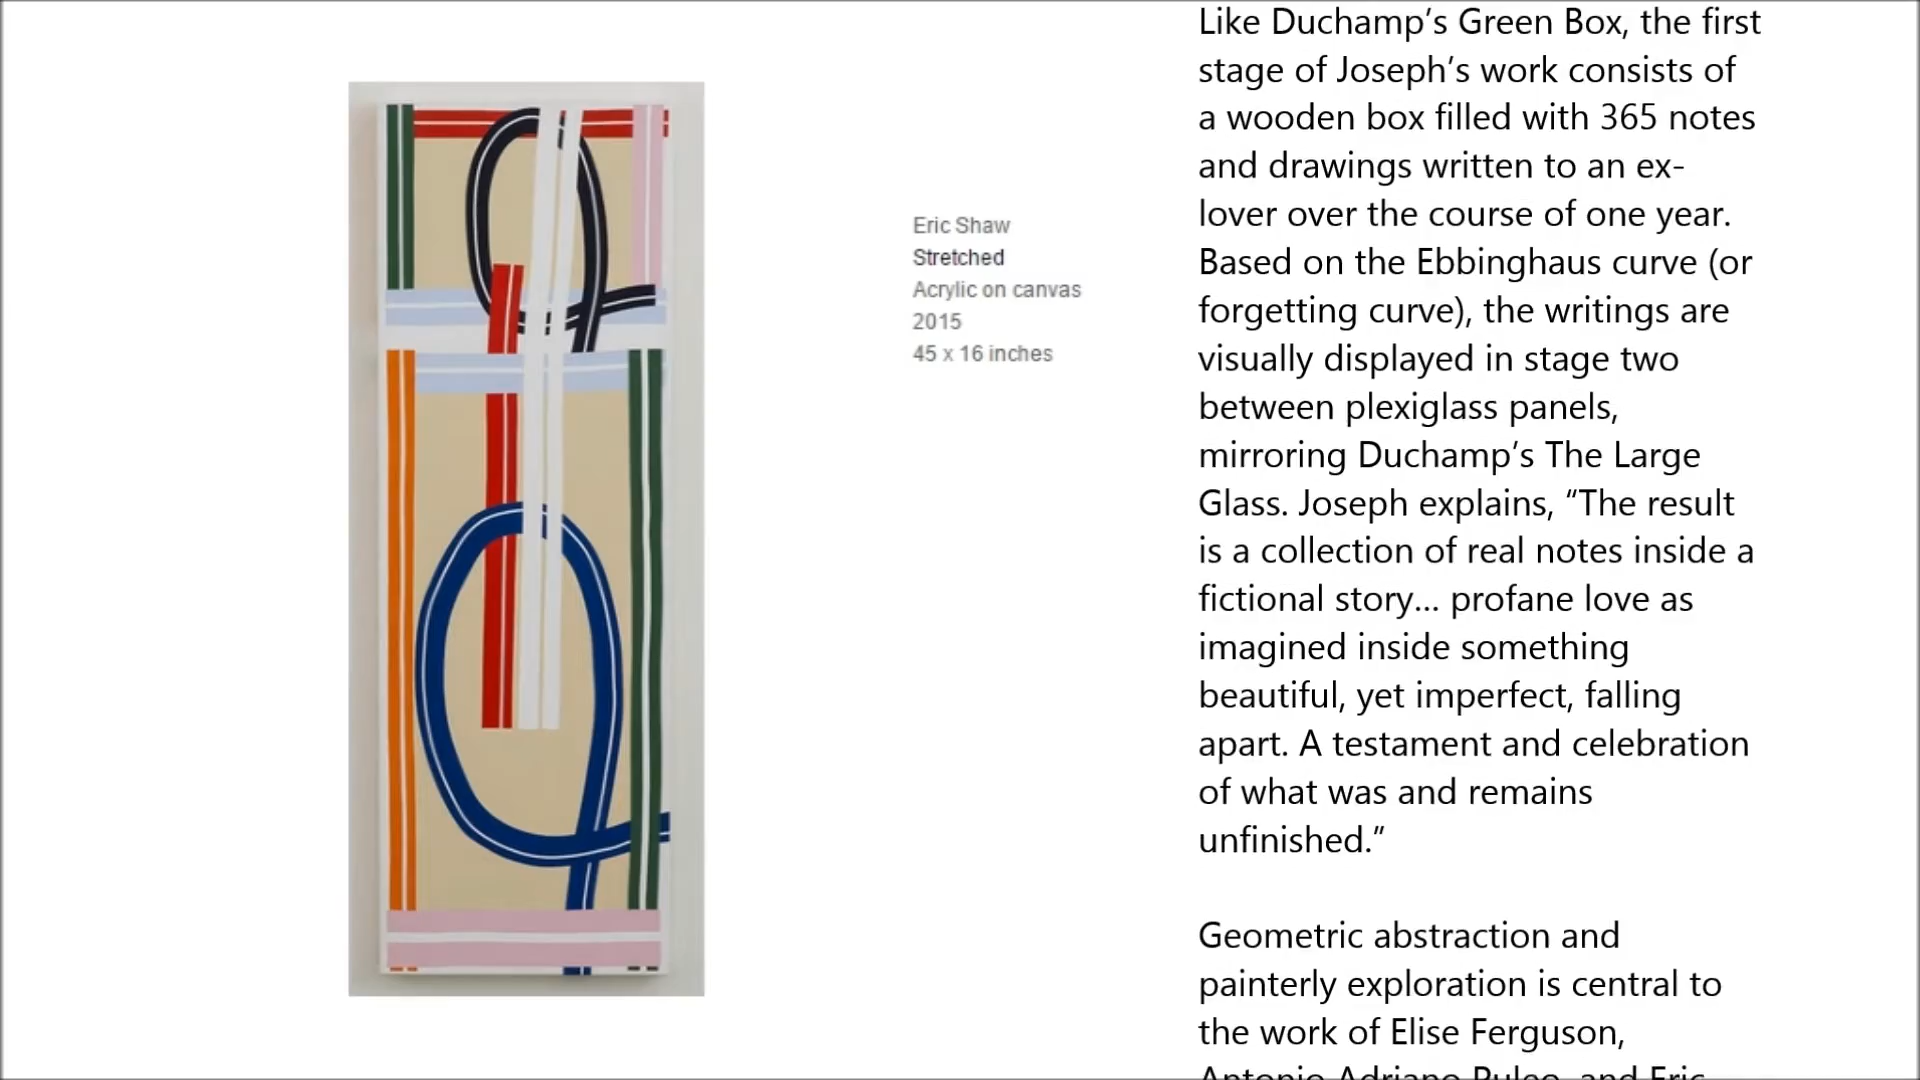 Eric Shaw
Stretched
Acrylic on canvas
2015
45 x 16 inches
Like Duchamp’s Green Box, the first
stage of Joseph’s work consists of
a wooden box filled with 365 notes
and drawings written to an ex-
lover over the course of one year.
Based on the Ebbinghaus curve (or
forgetting curve), the writings are
visually displayed in stage two
between plexiglass panels,
mirroring Duchamp’s The Large
Glass. Joseph explains, “The result
is a collection of real notes inside a
fictional story... profane love as
imagined inside something
beautiful, yet imperfect, falling
apart. A testament and celebration
of what was and remains
unfinished.”
Geometric abstraction and
painterly exploration is central to
the work of Elise Ferguson,
Antonio Adriano Puleo, and Eric